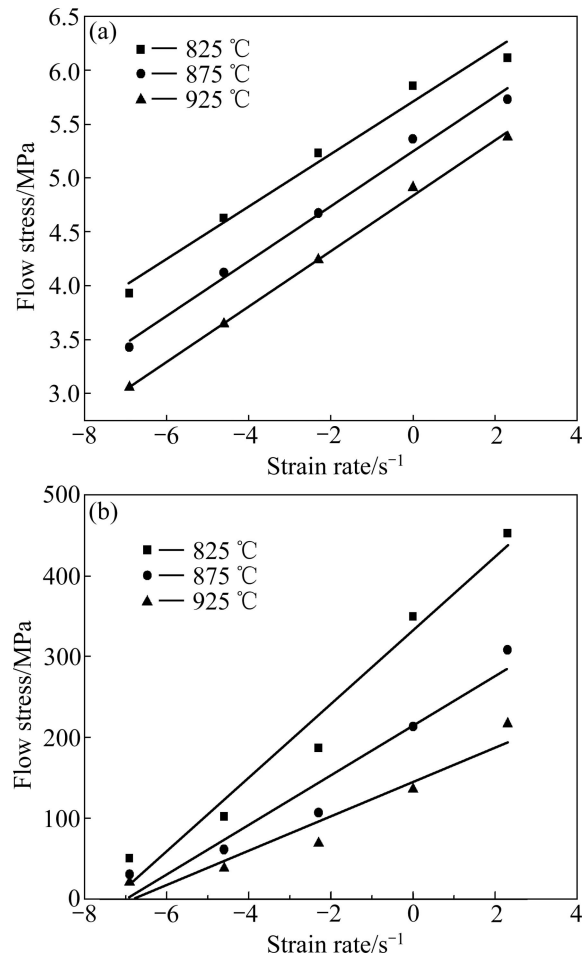 (a)
825 ℃
875 ℃
925 ℃
6.5
6.0
5.5
5.0
4.5
4.0
3.5
3.0
Flow stress/MPa
−8 −6 −4 −2 0 2 4
Strain rate/s⁻¹
(b)
825 ℃
875 ℃
925 ℃
500
400
300
200
100
0
Flow stress/MPa
−8 −6 −4 −2 0 2 4
Strain rate/s⁻¹